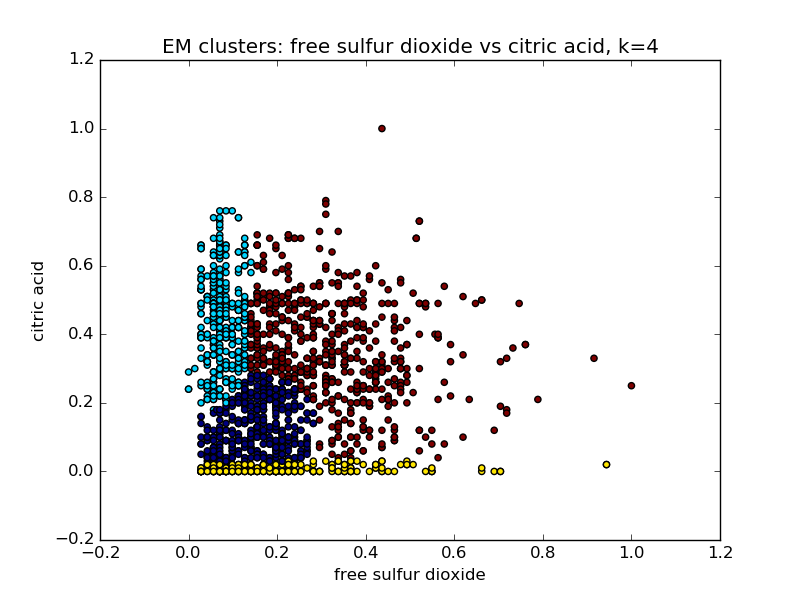 EM clusters: free sulfur dioxide vs citric acid, k=4
1.2
1.0
0.8
0.6
0.4
0.2
0.0
−0.2
citric acid
−0.2 0.0 0.2 0.4 0.6 0.8 1.0 1.2
free sulfur dioxide